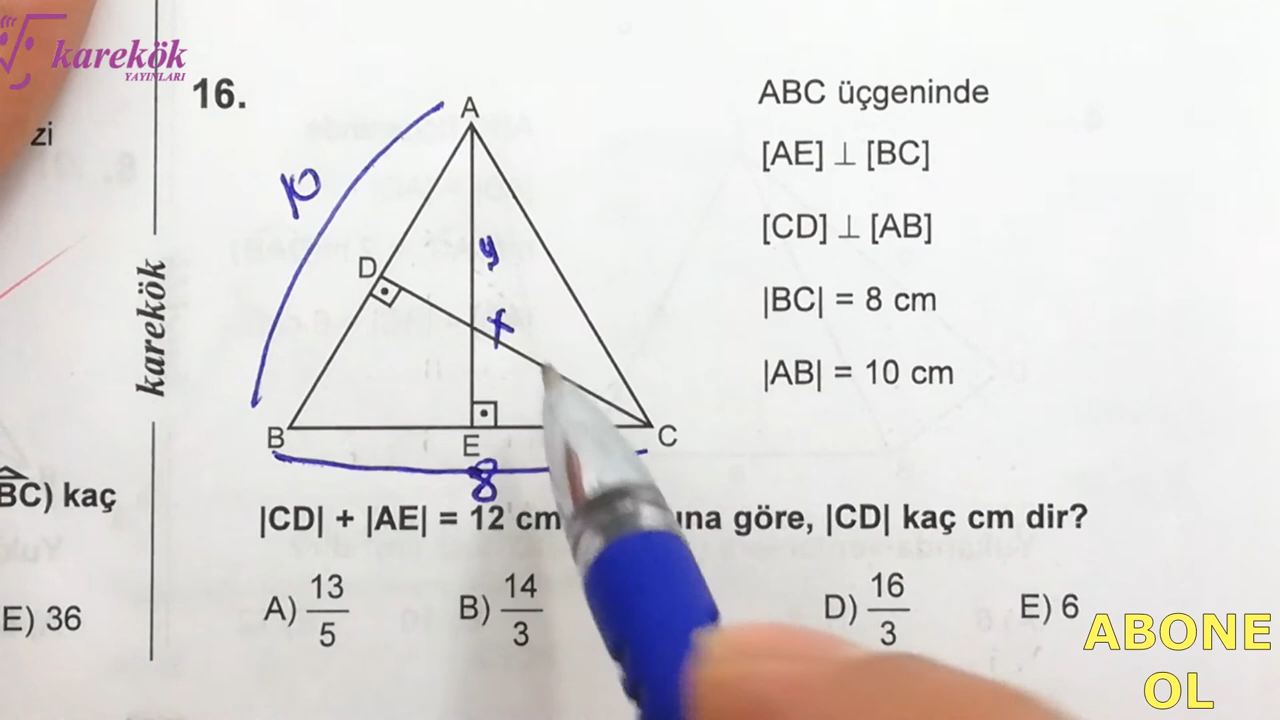 karekök
YAYINLARI
zi
karekök
BC) kaç
E) 36
16.
A
10
y
x
D
B
E
C
8
ABC üçgeninde
[AE] ⊥ [BC]
[CD] ⊥ [AB]
|BC| = 8 cm
|AB| = 10 cm
|CD| + |AE| = 12 cm una göre, |CD| kaç cm dir?
A) 13/5 B) 14/3 D) 16/3 E) 6
ABONE
OL